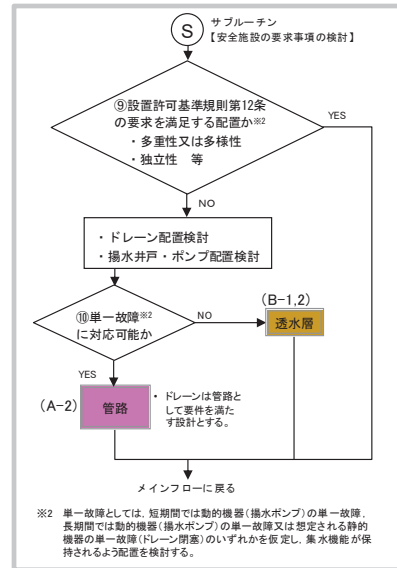 S
サブルーチン
【安全施設の要求事項の検討】
⑨設置許可基準規則第12条
の要求を満足する配置か※2
・多重性又は多様性
・独立性 等
YES
NO
・ドレーン配置検討
・揚水井戸・ポンプ配置検討
⑩単一故障※2
に対応可能か
NO
(B-1,2)
透水層
YES
(A-2)
管路
・ ドレーンは管路と
して要件を満た
す設計とする。
メインフローに戻る
※2 単一故障としては，短期間では動的機器(揚水ポンプ)の単一故障，
長期間では動的機器(揚水ポンプ)の単一故障又は想定される静的
機器の単一故障(ドレーン閉塞)のいずれかを仮定し，集水機能が保
持されるよう配置を検討する。